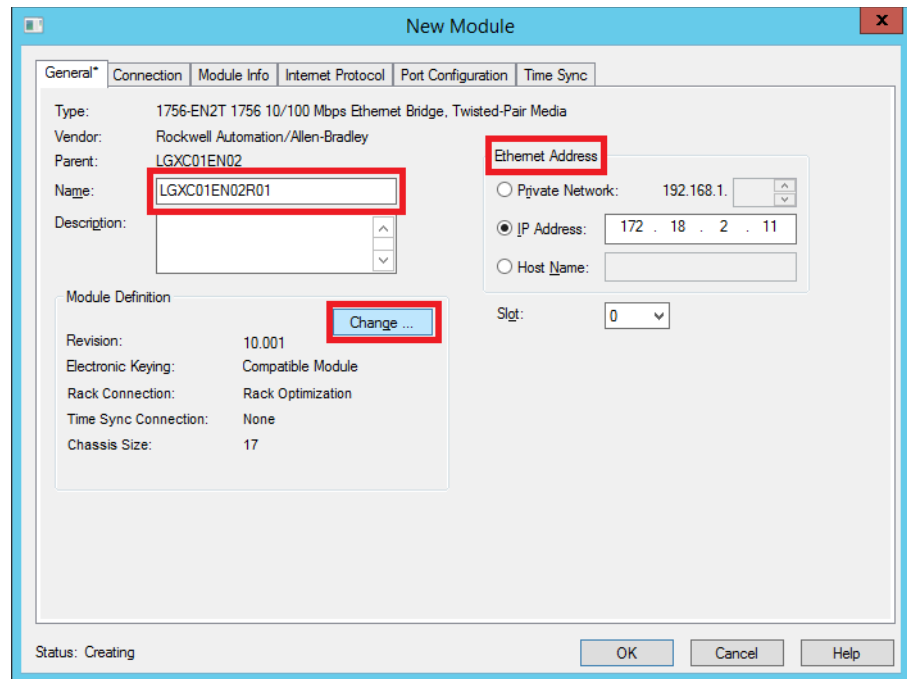 New Module
x
General* Connection Module Info Internet Protocol Port Configuration Time Sync
Type: 1756-EN2T 1756 10/100 Mbps Ethernet Bridge, Twisted-Pair Media
Vendor: Rockwell Automation/Allen-Bradley
Parent: LGXC01EN02
Name: LGXC01EN02R01
Description:
Ethernet Address
Private Network: 192.168.1.
IP Address: 172 . 18 . 2 . 11
Host Name:
Slot: 0
Module Definition
Change ...
Revision: 10.001
Electronic Keying: Compatible Module
Rack Connection: Rack Optimization
Time Sync Connection: None
Chassis Size: 17
Status: Creating
OK Cancel Help